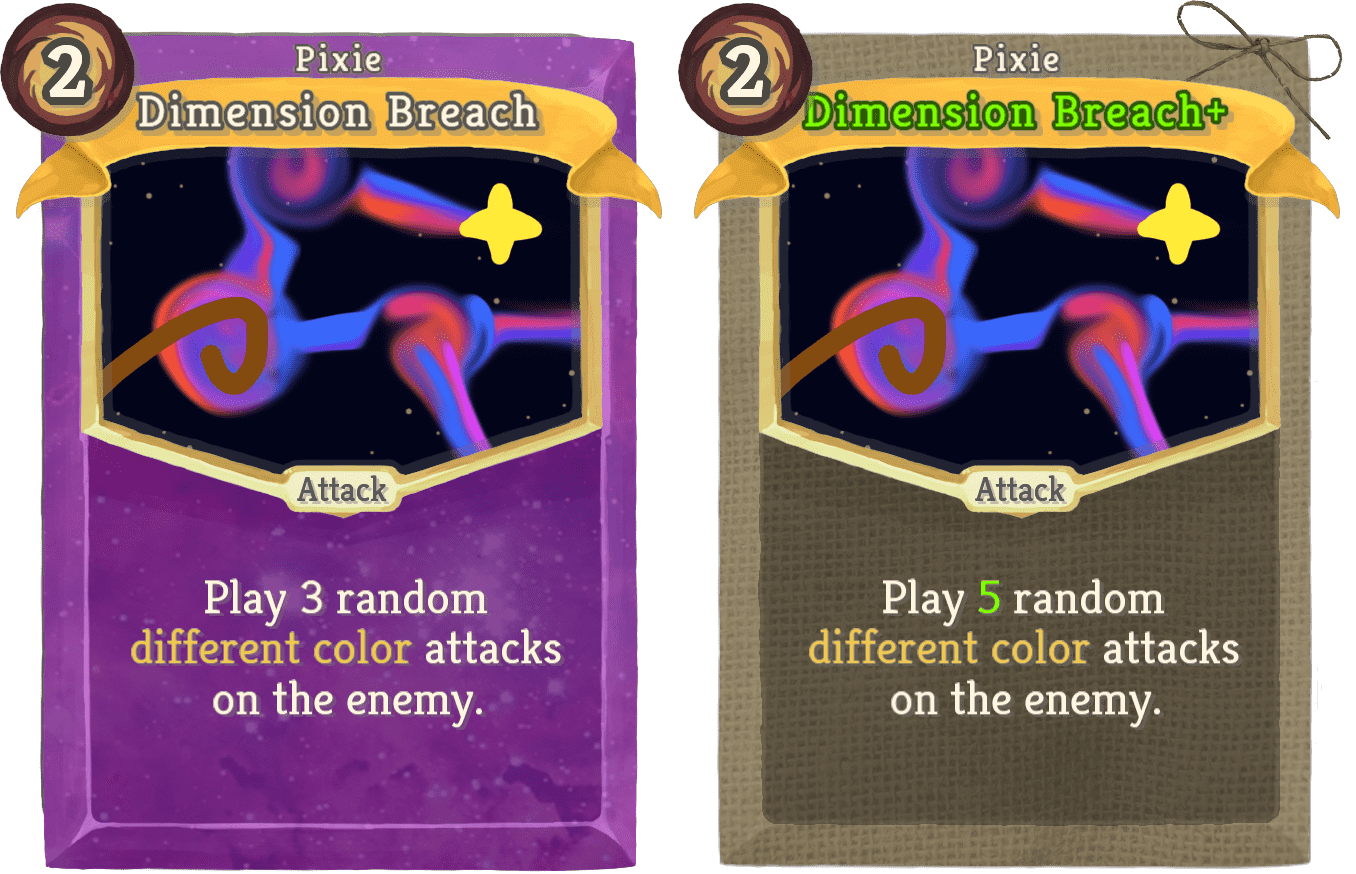 2
Pixie
Dimension Breach
Attack
Play 3 random
different color attacks
on the enemy.
2
Pixie
Dimension Breach+
Attack
Play 5 random
different color attacks
on the enemy.